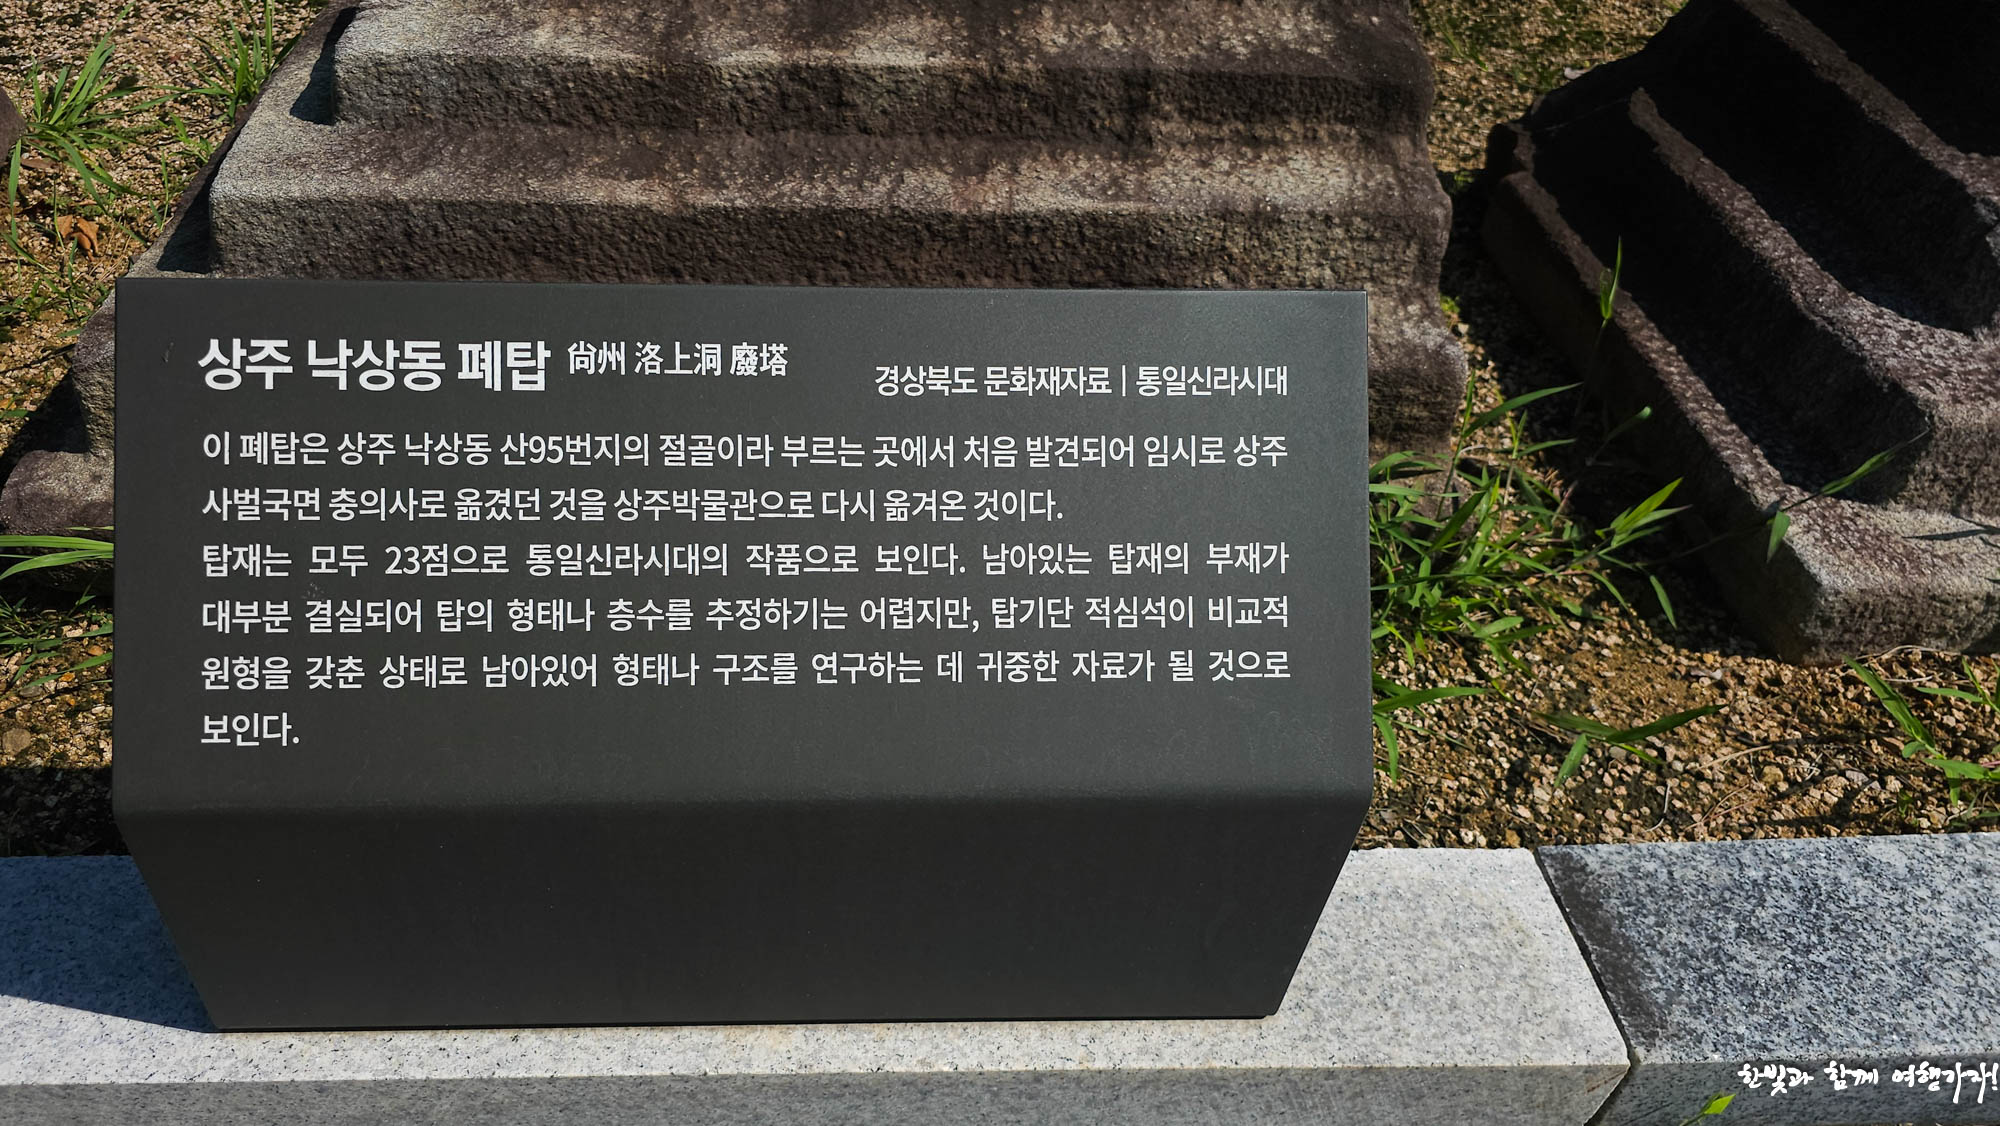 상주 낙상동 폐탑 尙州 洛上洞 廢塔
경상북도 문화재자료 | 통일신라시대
이 폐탑은 상주 낙상동 산95번지의 절골이라 부르는 곳에서 처음 발견되어 임시로 상주
사벌국면 충의사로 옮겼던 것을 상주박물관으로 다시 옮겨온 것이다.
탑재는 모두 23점으로 통일신라시대의 작품으로 보인다. 남아있는 탑재의 부재가
대부분 결실되어 탑의 형태나 층수를 추정하기는 어렵지만, 탑기단 적심석이 비교적
원형을 갖춘 상태로 남아있어 형태나 구조를 연구하는 데 귀중한 자료가 될 것으로
보인다.
한빛과 함께 여행가자!